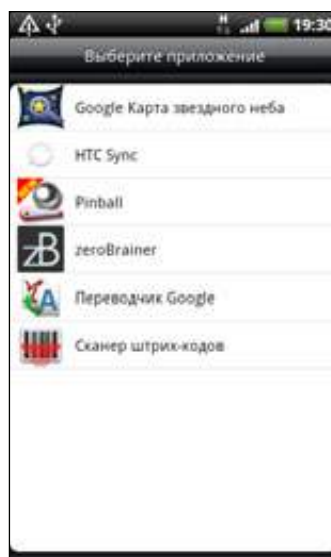 19:30
Выберите приложение
Google Карта звездного неба
HTC Sync
Pinball
zeroBrainer
Переводчик Google
Сканер штрих-кодов